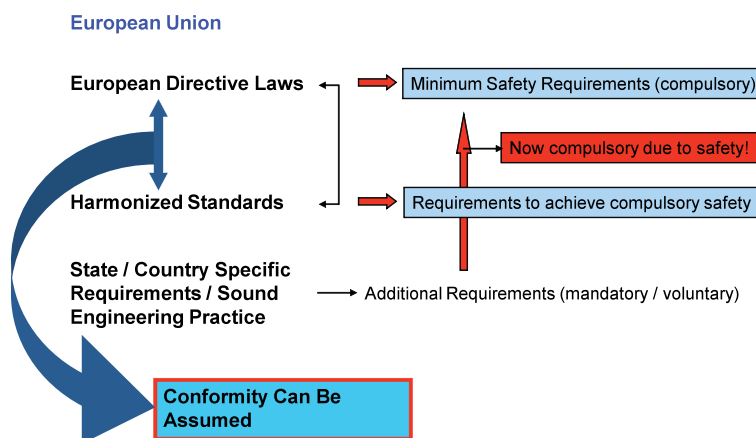 European Union
European Directive Laws
Minimum Safety Requirements (compulsory)
Now compulsory due to safety!
Harmonized Standards
Requirements to achieve compulsory safety
State / Country Specific
Requirements / Sound
Engineering Practice
Additional Requirements (mandatory / voluntary)
Conformity Can Be
Assumed